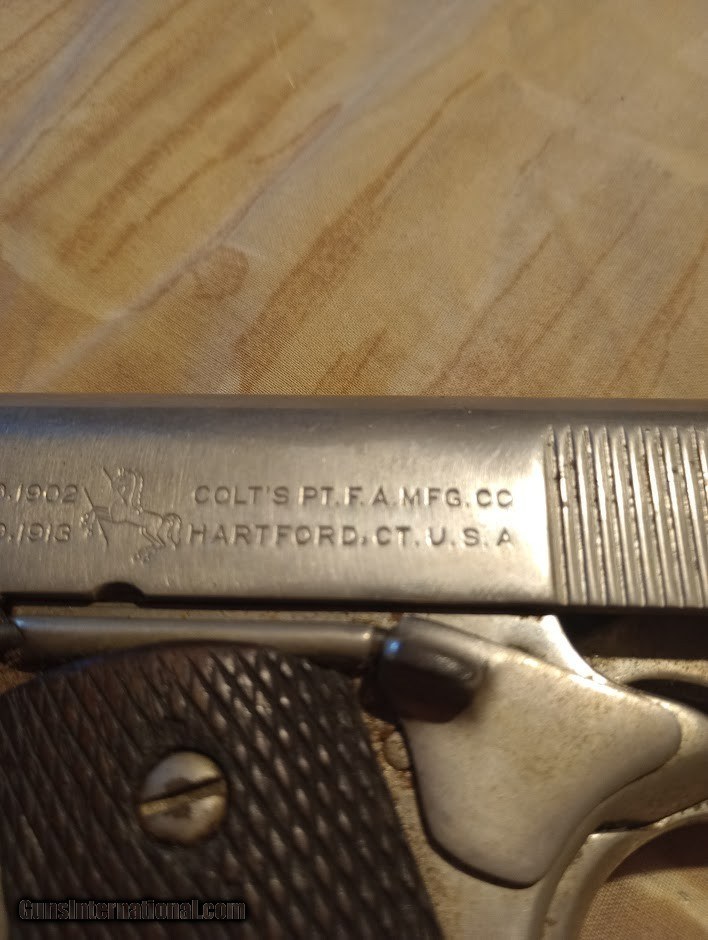 D.1902 COLT'S PT.F.A.MFG.CO
D.1913 HARTFORD,CT.U.S.A
GunsInternational.com